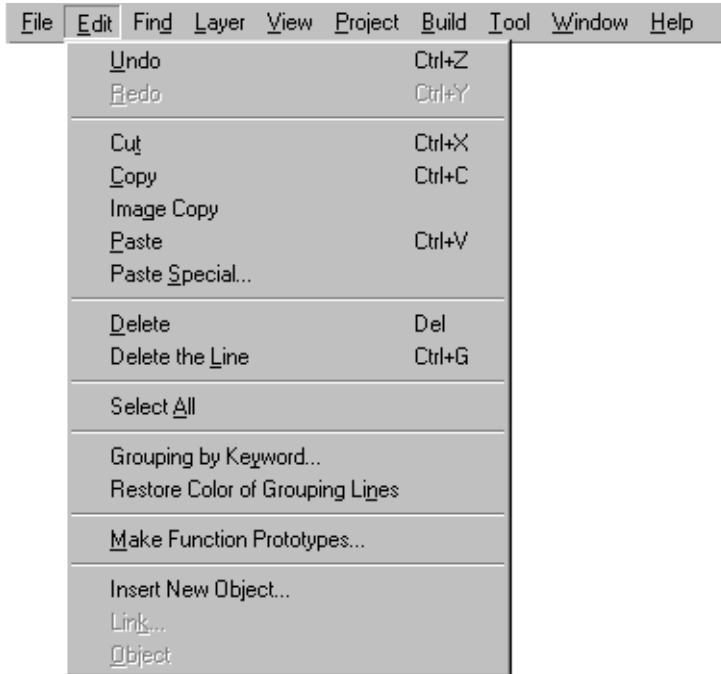 File Edit Find Layer View Project Build Tool Window Help
Undo Ctrl+Z
Redo Ctrl+Y
Cut Ctrl+X
Copy Ctrl+C
Image Copy
Paste Ctrl+V
Paste Special...
Delete Del
Delete the Line Ctrl+G
Select All
Grouping by Keyword...
Restore Color of Grouping Lines
Make Function Prototypes...
Insert New Object...
Link...
Object